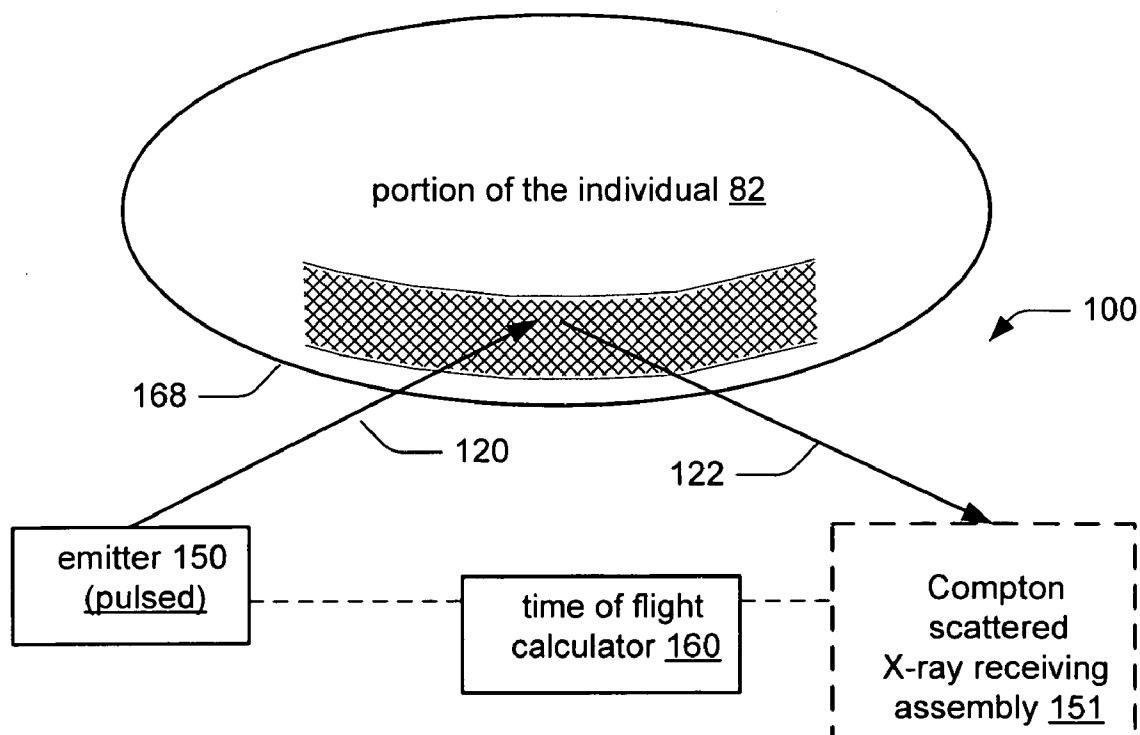 portion of the individual 82
100
168
120
122
emitter 150
(pulsed)
time of flight
calculator 160
Compton
scattered
X-ray receiving
assembly 151